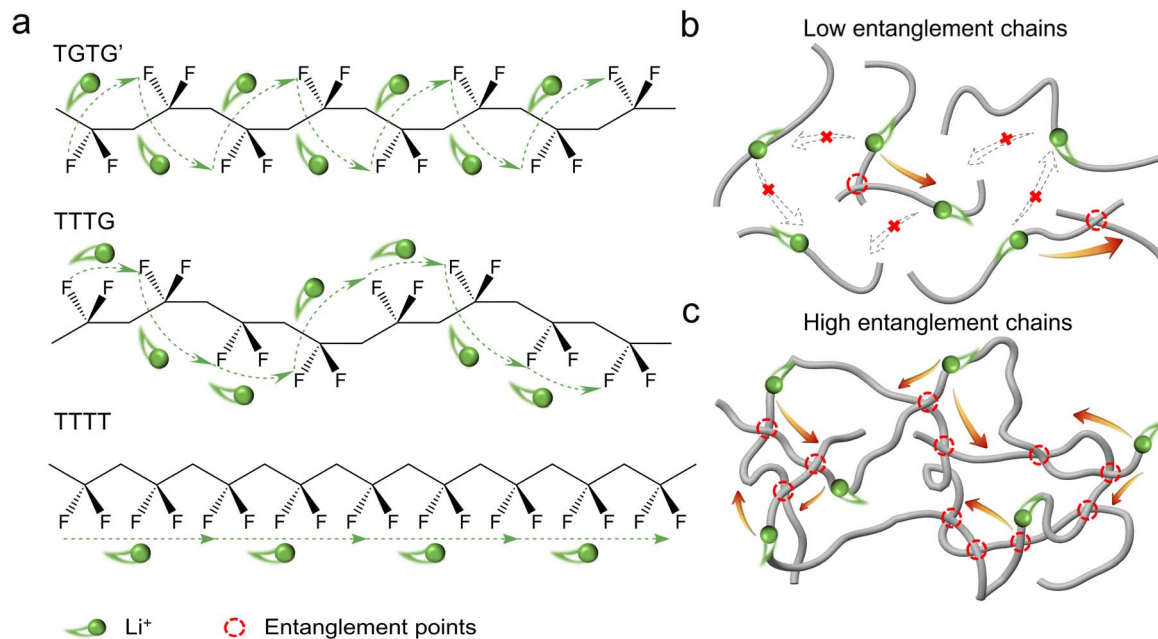 a
TGTG'
F F F F F F F F
F F F F F F F F
TTTG
F F F F
F F F F
F F F F
F F F F
TTTT
F F F F F F F F F F F F F F F F
Li⁺
Entanglement points
b
Low entanglement chains
c
High entanglement chains